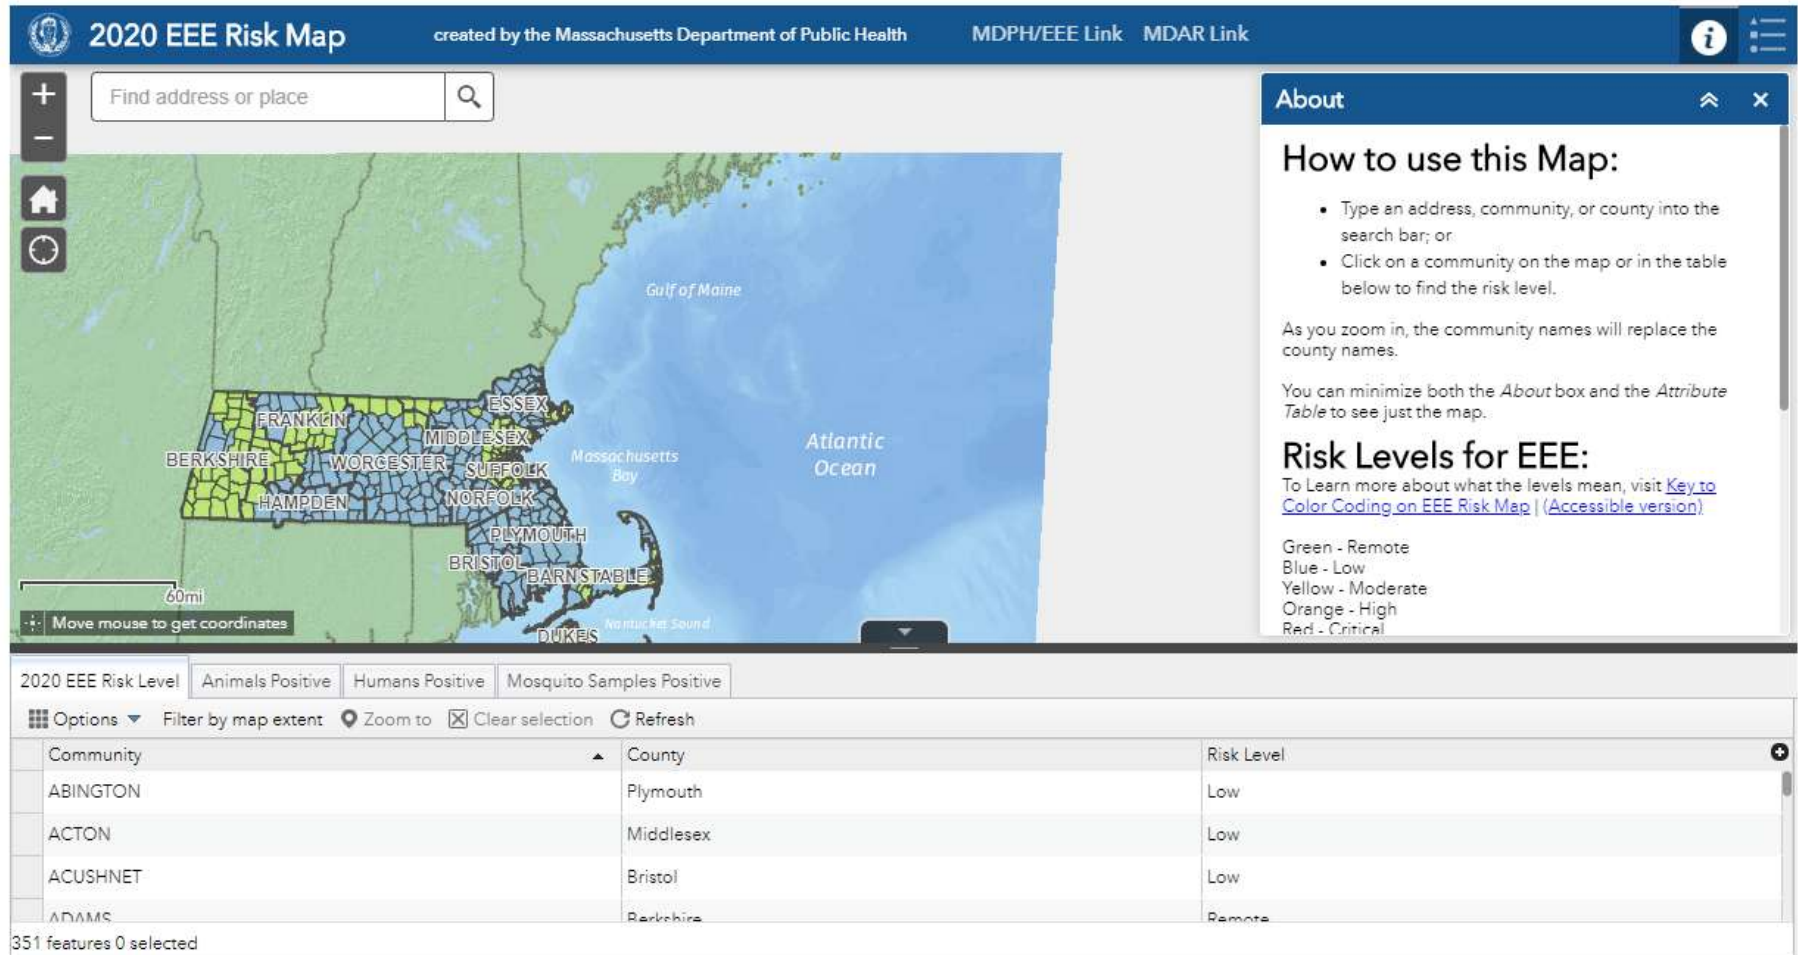 2020 EEE Risk Map
created by the Massachusetts Department of Public Health
MDPH/EEE Link
MDAR Link
Find address or place
Gulf of Maine
Atlantic
Ocean
Massachusetts
Bay
ESSEX
FRANKLIN
MIDDLESEX
BERKSHIRE
WORCESTER
SUFFOLK
HAMPDEN
NORFOLK
PLYMOUTH
BRISTOL
BARNSTABLE
Nantucket Sound
DUKES
60mi
Move mouse to get coordinates
About
How to use this Map:
• Type an address, community, or county into the
search bar; or
• Click on a community on the map or in the table
below to find the risk level.
As you zoom in, the community names will replace the
county names.
You can minimize both the About box and the Attribute
Table to see just the map.
Risk Levels for EEE:
To Learn more about what the levels mean, visit Key to
Color Coding on EEE Risk Map | (Accessible version)
Green - Remote
Blue - Low
Yellow - Moderate
Orange - High
Red - Critical
2020 EEE Risk Level
Animals Positive
Humans Positive
Mosquito Samples Positive
Options
Filter by map extent
Zoom to
Clear selection
Refresh
Community County Risk Level
ABINGTON Plymouth Low
ACTON Middlesex Low
ACUSHNET Bristol Low
ADAMS Berkshire Remote
351 features 0 selected